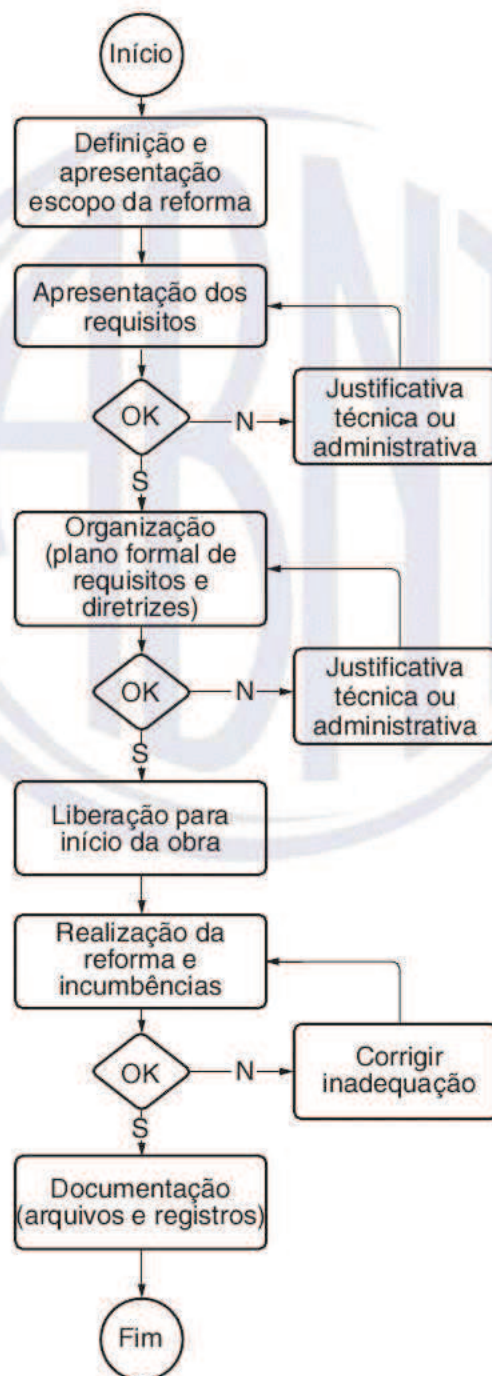 Início
Definição e
apresentação
escopo da reforma
Apresentação dos
requisitos
OK
N
Justificativa
técnica ou
administrativa
S
Organização
(plano formal de
requisitos e
diretrizes)
OK
N
Justificativa
técnica ou
administrativa
S
Liberação para
início da obra
Realização da
reforma e
incumbências
OK
N
Corrigir
inadequação
S
Documentação
(arquivos e registros)
Fim
ABNT